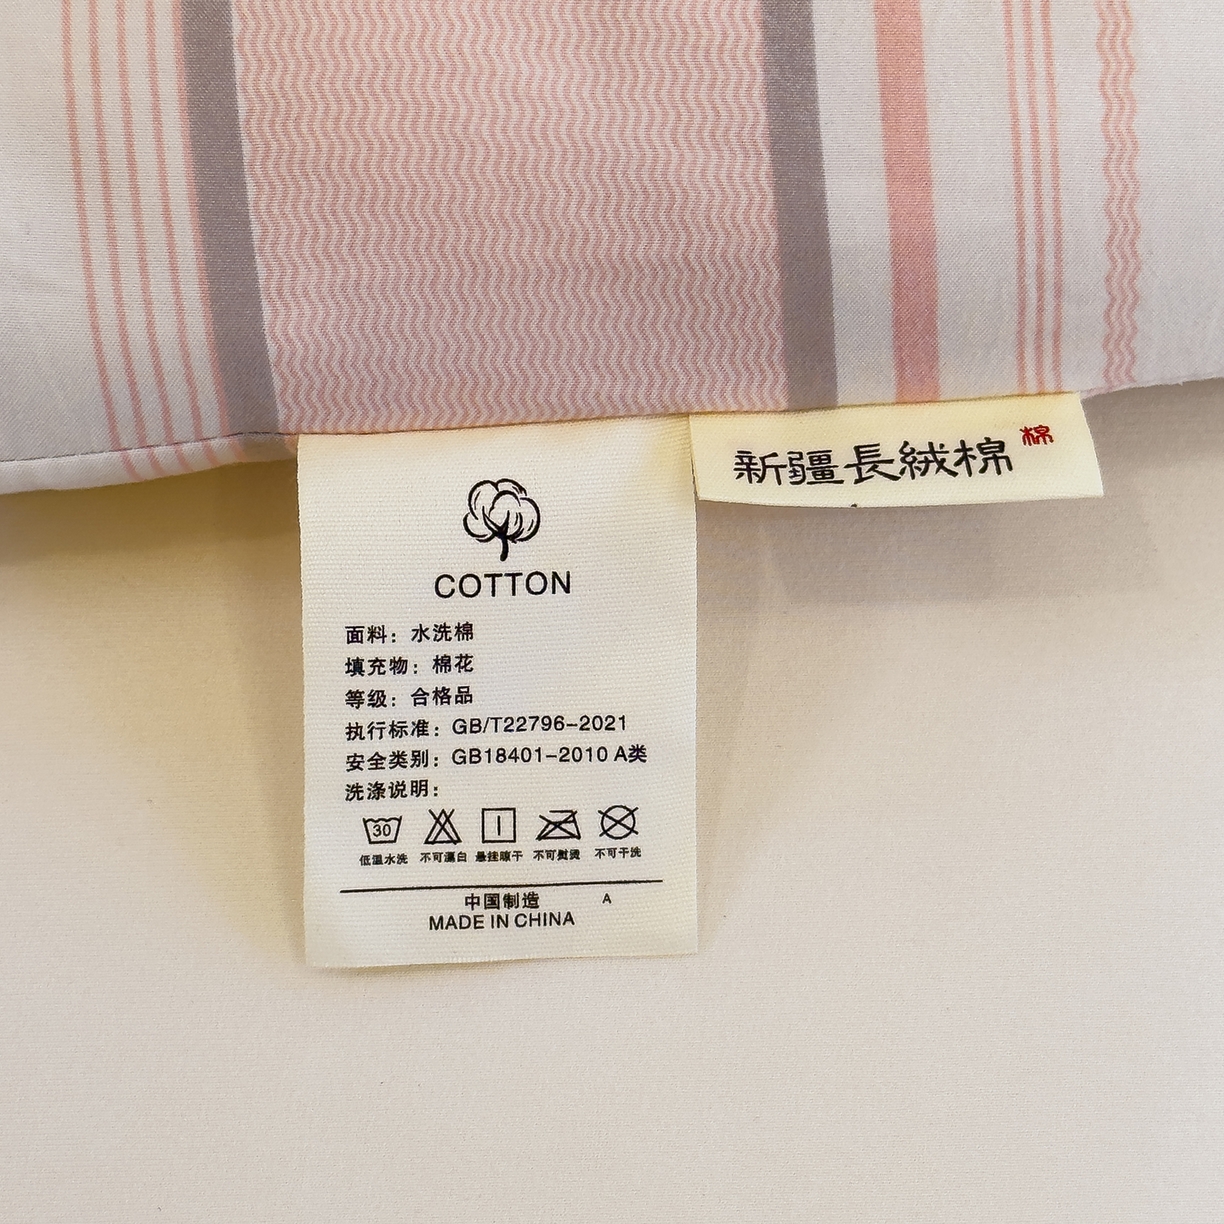 新疆長絨棉
棉
COTTON
面料：水洗棉
填充物：棉花
等级：合格品
执行标准：GB/T22796-2021
安全类别：GB18401-2010 A类
洗涤说明：
30
低温水洗 不可漂白 悬挂晾干 不可熨烫 不可干洗
中国制造 A
MADE IN CHINA